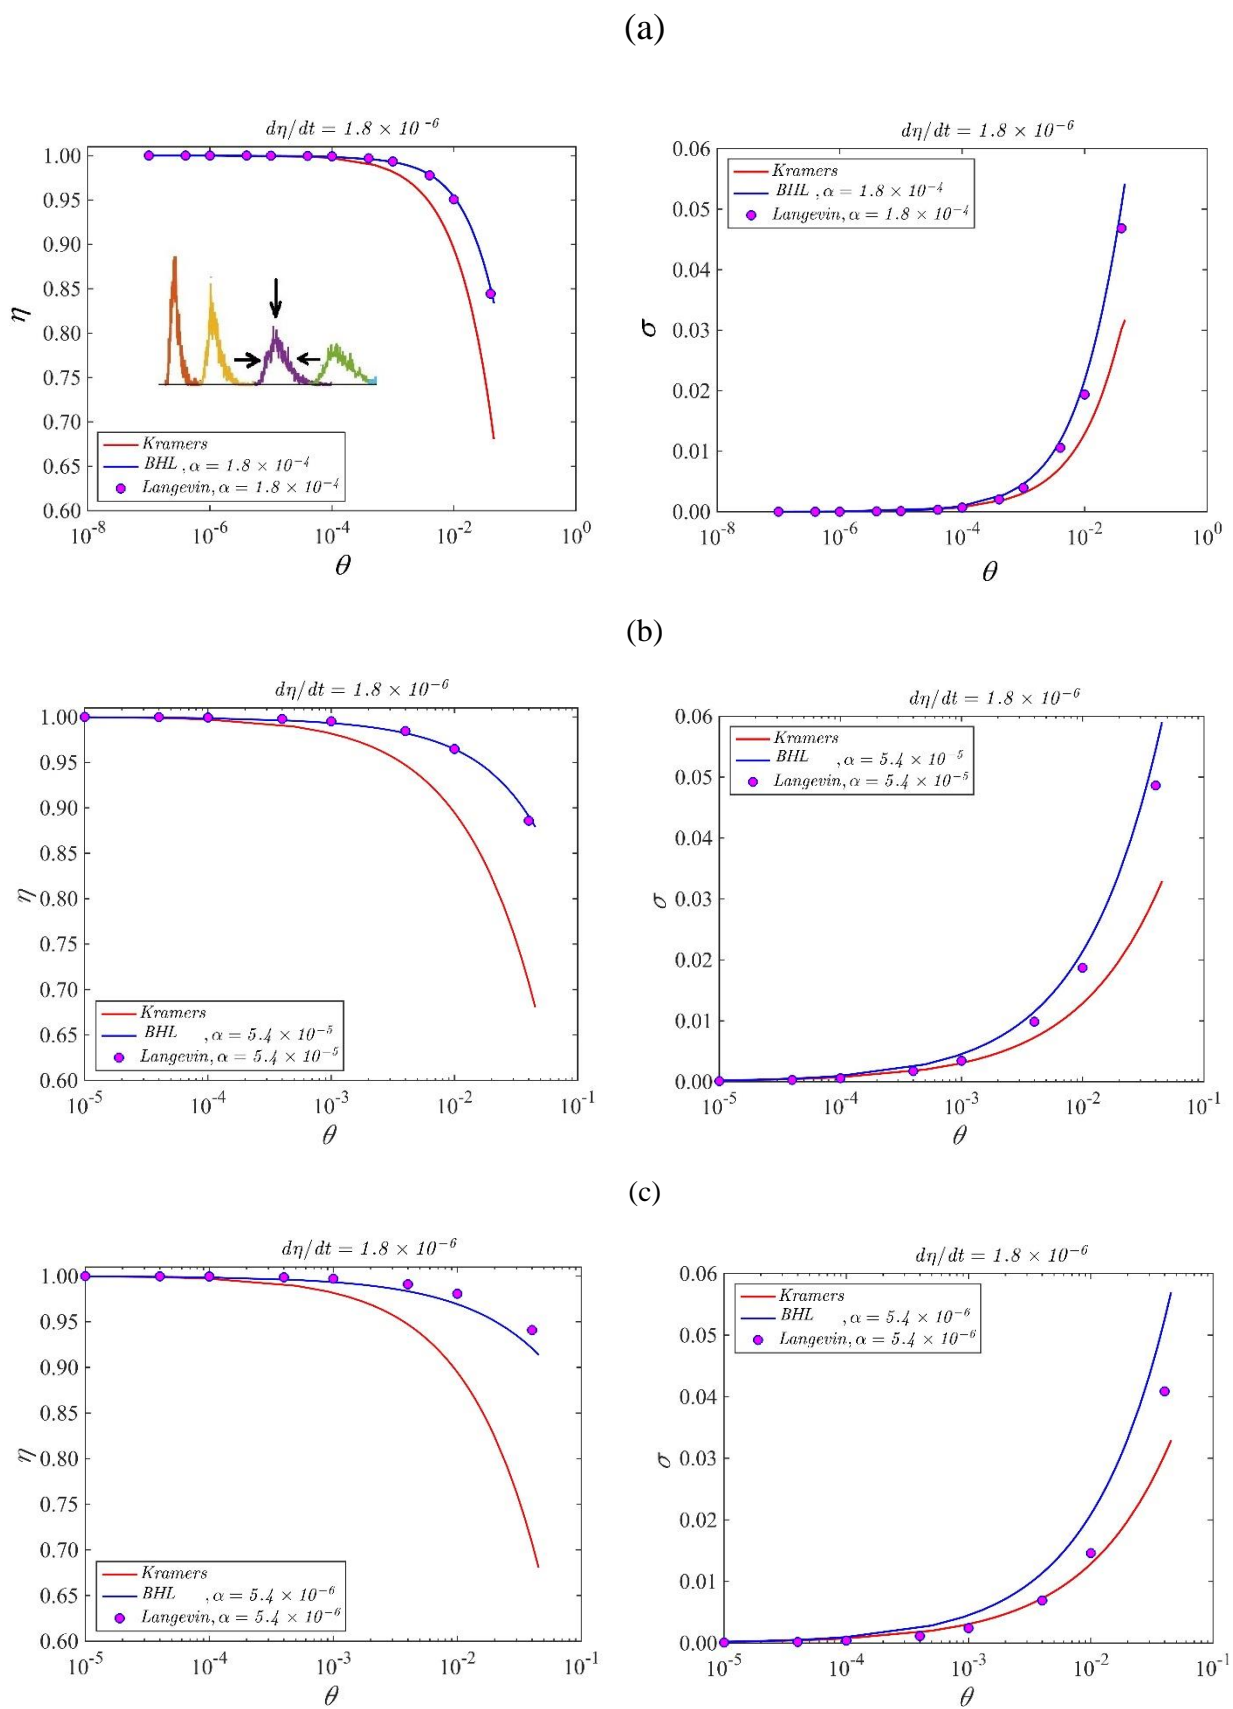 (a)
dη/dt = 1.8 × 10⁻⁶
1.00
0.95
0.90
0.85
0.80
0.75
0.70
0.65
0.60
η
Kramers
BHL , α = 1.8 × 10⁻⁴
Langevin, α = 1.8 × 10⁻⁴
10⁻⁸ 10⁻⁶ 10⁻⁴ 10⁻² 10⁰
θ
dη/dt = 1.8 × 10⁻⁶
0.06
0.05
0.04
0.03
0.02
0.01
0.00
σ
Kramers
BHL , α = 1.8 × 10⁻⁴
Langevin, α = 1.8 × 10⁻⁴
10⁻⁸ 10⁻⁶ 10⁻⁴ 10⁻² 10⁰
θ
(b)
dη/dt = 1.8 × 10⁻⁶
1.00
0.95
0.90
0.85
0.80
0.75
0.70
0.65
0.60
η
Kramers
BHL , α = 5.4 × 10⁻⁵
Langevin, α = 5.4 × 10⁻⁵
10⁻⁵ 10⁻⁴ 10⁻³ 10⁻² 10⁻¹
θ
dη/dt = 1.8 × 10⁻⁶
0.06
0.05
0.04
0.03
0.02
0.01
0.00
σ
Kramers
BHL , α = 5.4 × 10⁻⁵
Langevin, α = 5.4 × 10⁻⁵
10⁻⁵ 10⁻⁴ 10⁻³ 10⁻² 10⁻¹
θ
(c)
dη/dt = 1.8 × 10⁻⁶
1.00
0.95
0.90
0.85
0.80
0.75
0.70
0.65
0.60
η
Kramers
BHL , α = 5.4 × 10⁻⁶
Langevin, α = 5.4 × 10⁻⁶
10⁻⁵ 10⁻⁴ 10⁻³ 10⁻² 10⁻¹
θ
dη/dt = 1.8 × 10⁻⁶
0.06
0.05
0.04
0.03
0.02
0.01
0.00
σ
Kramers
BHL , α = 5.4 × 10⁻⁶
Langevin, α = 5.4 × 10⁻⁶
10⁻⁵ 10⁻⁴ 10⁻³ 10⁻² 10⁻¹
θ